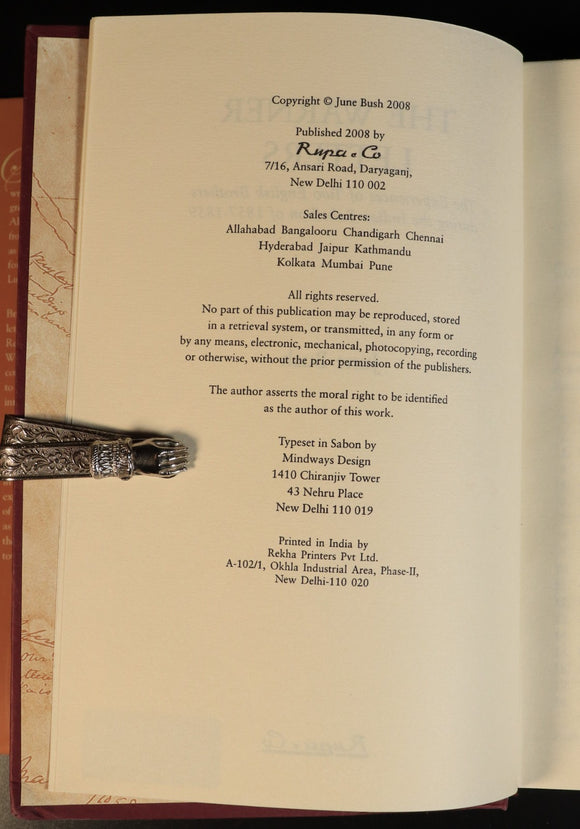 Copyright © June Bush 2008
Published 2008 by
Rupa & Co
7/16, Ansari Road, Daryaganj,
New Delhi 110 002
Sales Centres:
Allahabad Bangalooru Chandigarh Chennai
Hyderabad Jaipur Kathmandu
Kolkata Mumbai Pune
All rights reserved.
No part of this publication may be reproduced, stored
in a retrieval system, or transmitted, in any form or
by any means, electronic, mechanical, photocopying, recording
or otherwise, without the prior permission of the publishers.
The author asserts the moral right to be identified
as the author of this work.
Typeset in Sabon by
Mindways Design
1410 Chiranjiv Tower
43 Nehru Place
New Delhi 110 019
Printed in India by
Rekha Printers Pvt Ltd.
A-102/1, Okhla Industrial Area, Phase-II,
New Delhi-110 020